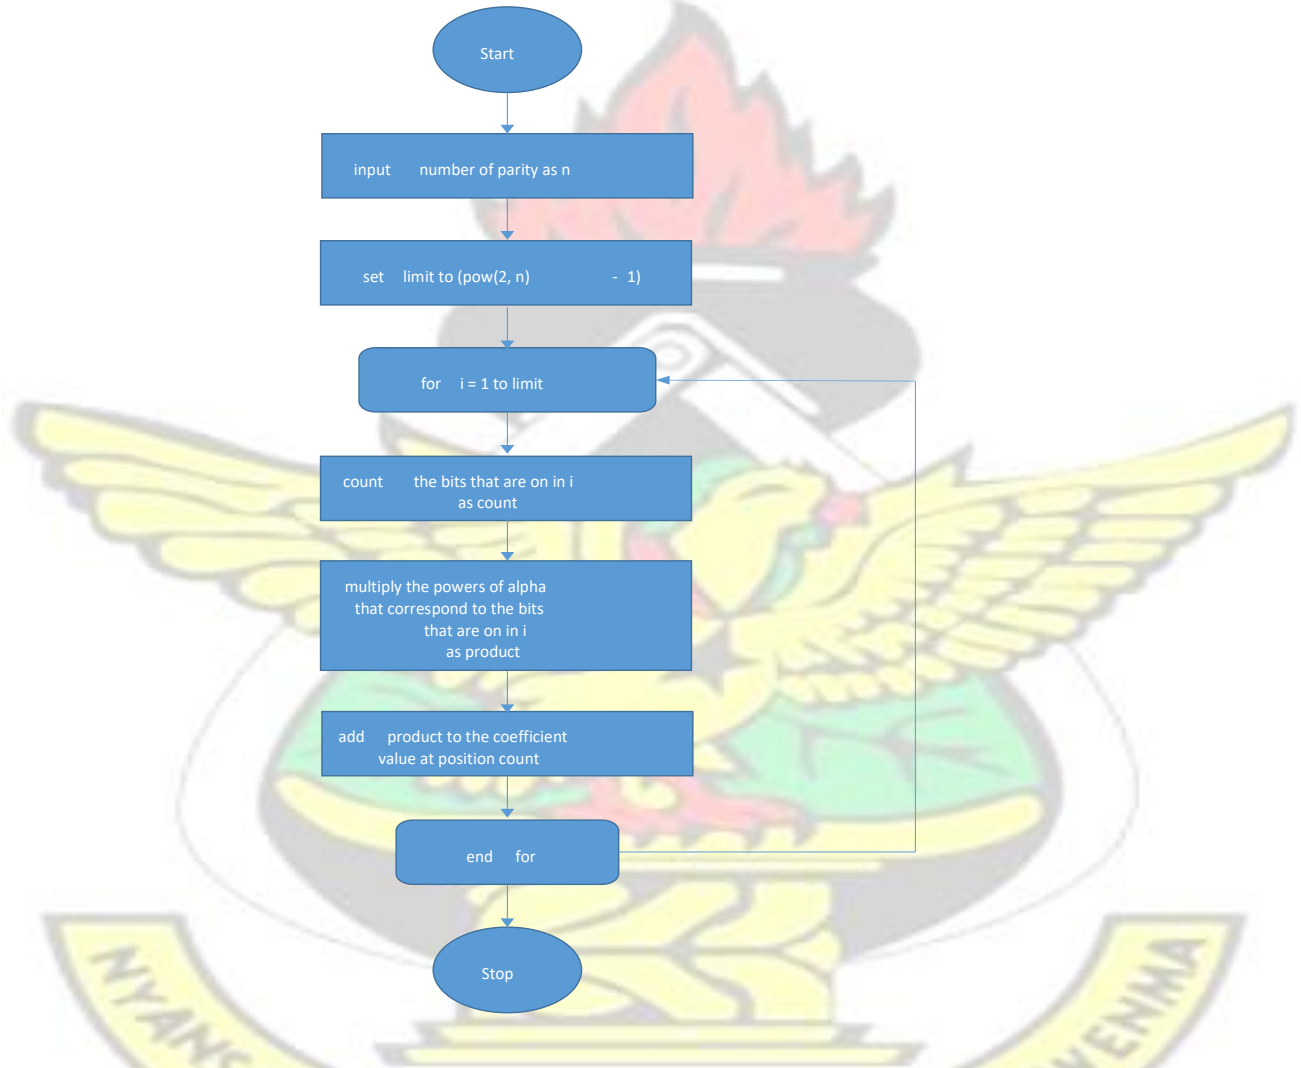 Start
input number of parity as n
set limit to (pow(2, n) - 1)
for i = 1 to limit
count the bits that are on in i
as count
multiply the powers of alpha
that correspond to the bits
that are on in i
as product
add product to the coefficient
value at position count
end for
Stop